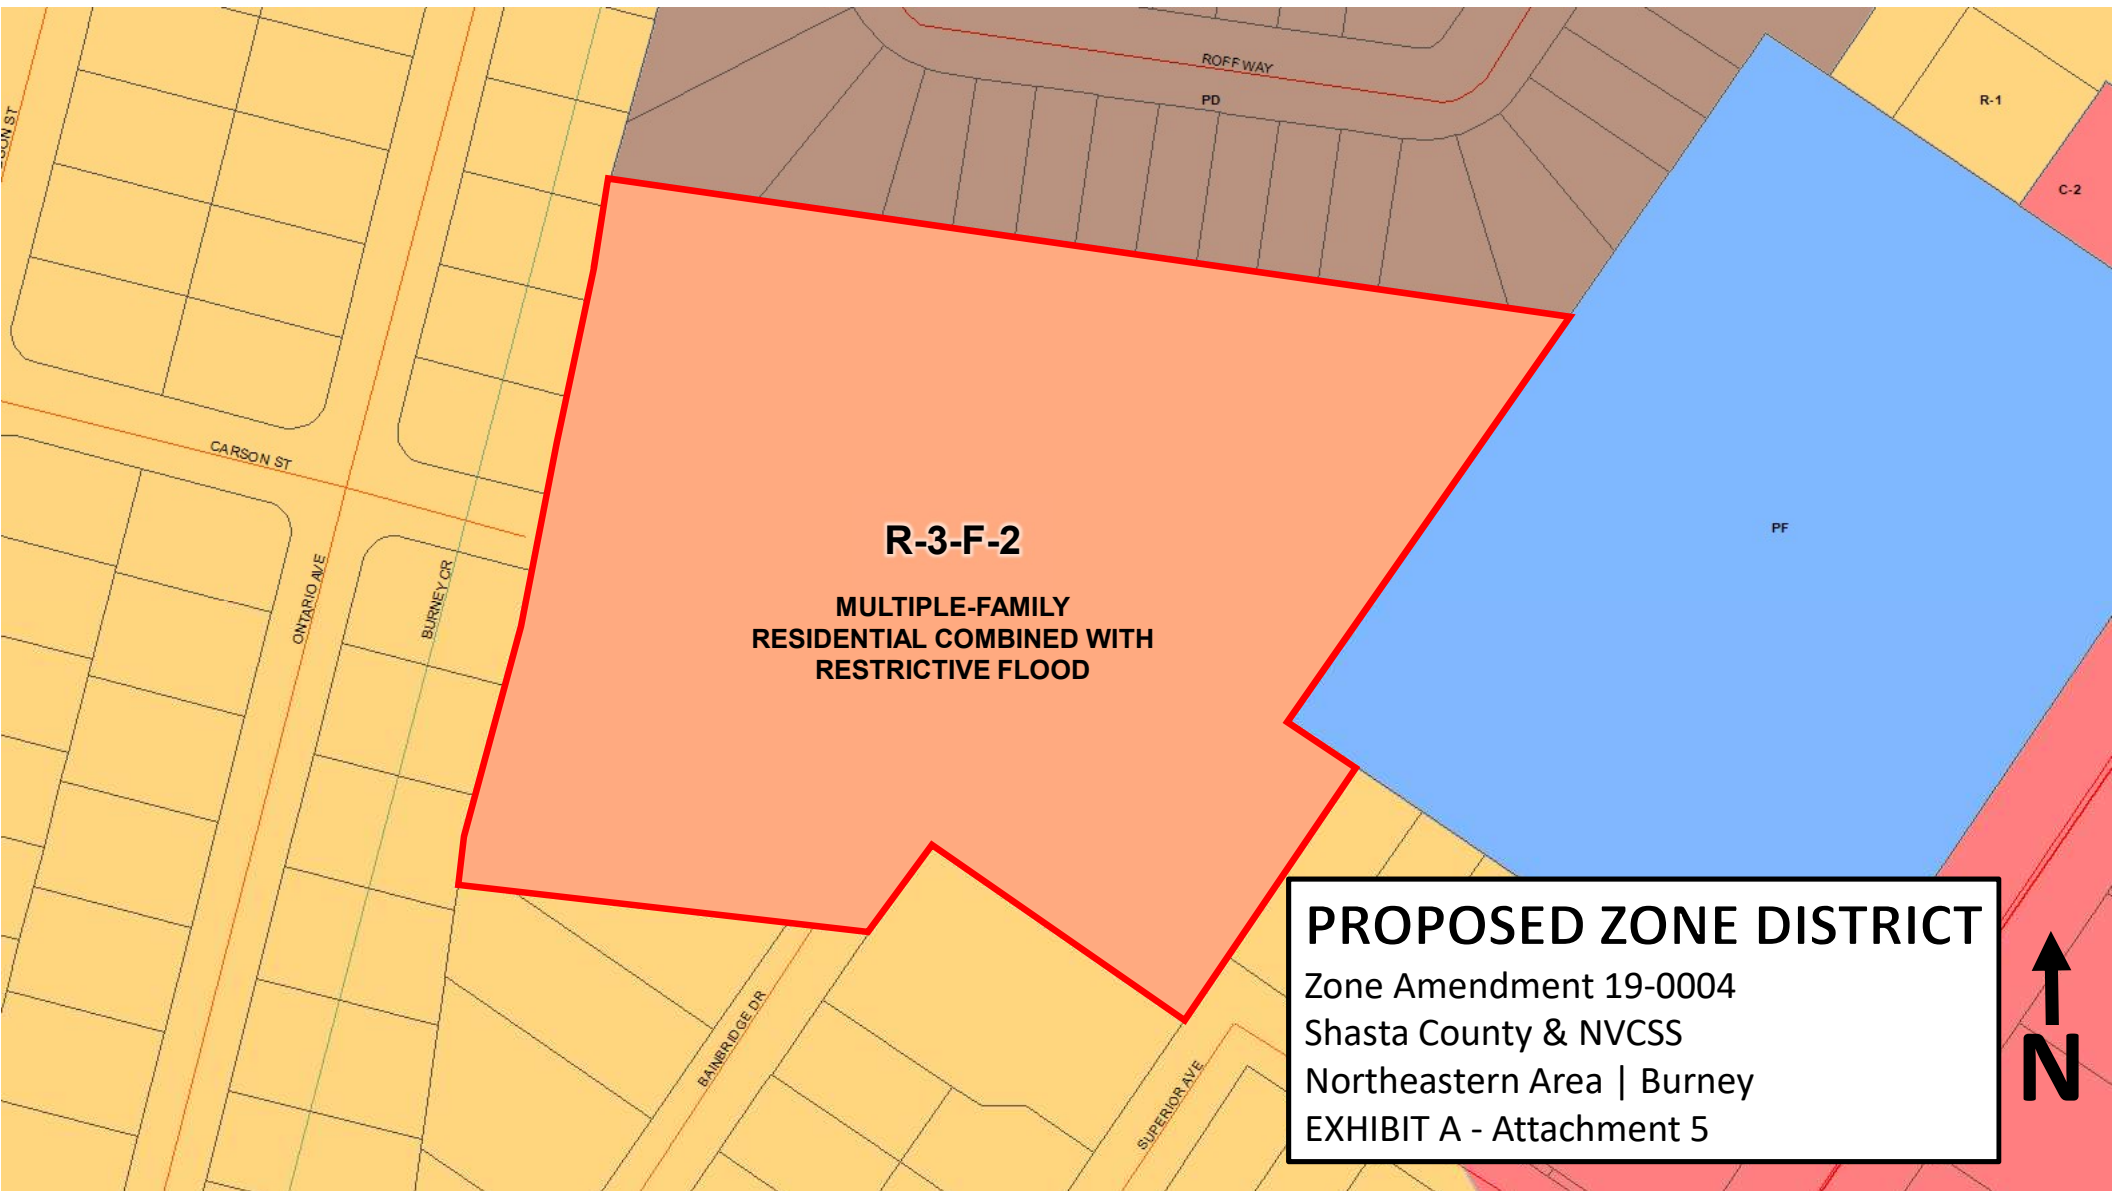 ROFF WAY
PD
R-1
C-2
CARSON ST
ONTARIO AVE
BURNEY CR
PF
R-3-F-2
MULTIPLE-FAMILY
RESIDENTIAL COMBINED WITH
RESTRICTIVE FLOOD
BAINBRIDGE DR
SUPERIOR AVE
PROPOSED ZONE DISTRICT
Zone Amendment 19-0004
Shasta County & NVCSS
Northeastern Area | Burney
EXHIBIT A - Attachment 5
N